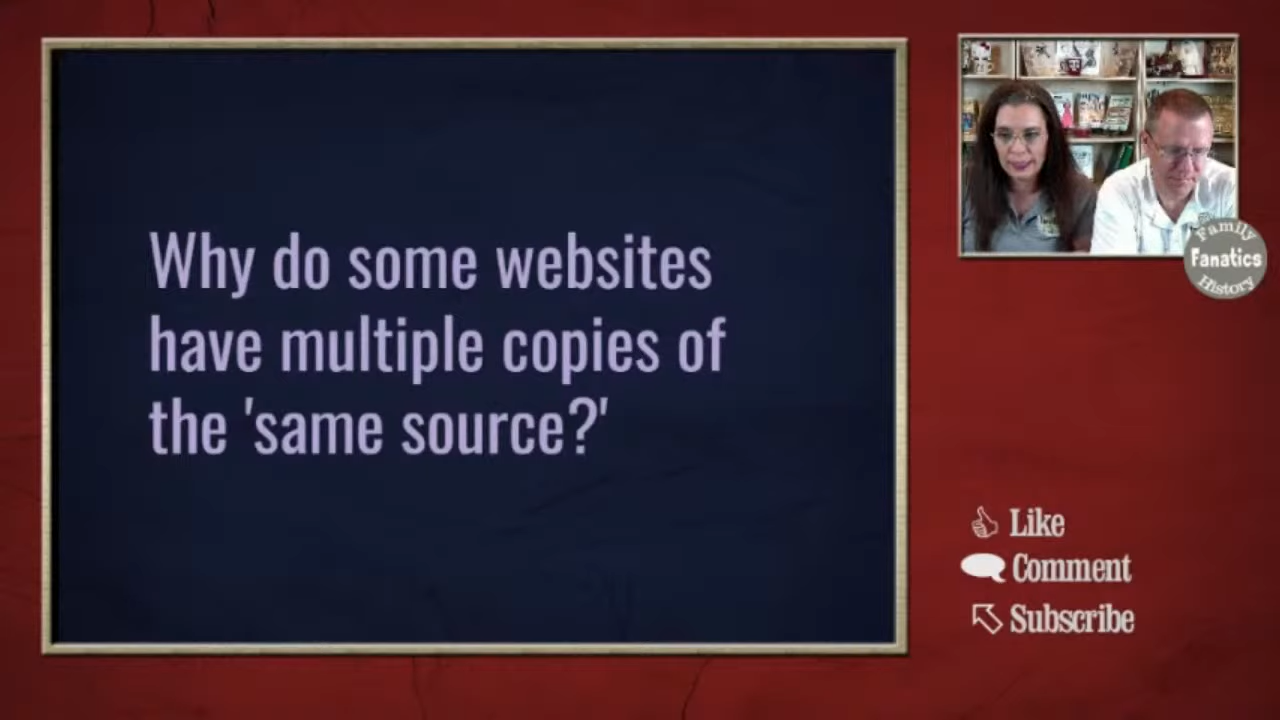 Why do some websites
have multiple copies of
the 'same source?'
Family
Fanatics
History
Like
Comment
Subscribe